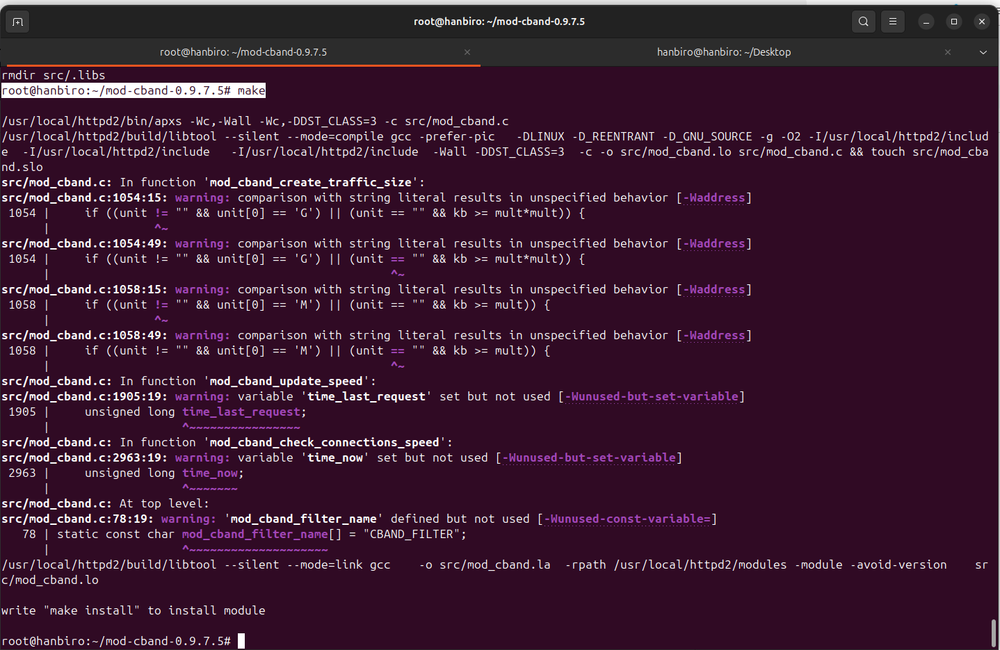 root@hanbiro: ~/mod-cband-0.9.7.5
root@hanbiro: ~/mod-cband-0.9.7.5
hanbiro@hanbiro: ~/Desktop
rmdir src/.libs
root@hanbiro:~/mod-cband-0.9.7.5# make
/usr/local/httpd2/bin/apxs -Wc,-Wall -Wc,-DDST_CLASS=3 -c src/mod_cband.c
/usr/local/httpd2/build/libtool --silent --mode=compile gcc -prefer-pic   -DLINUX -D_REENTRANT -D_GNU_SOURCE -g -O2 -I/usr/local/httpd2/includ
e  -I/usr/local/httpd2/include   -I/usr/local/httpd2/include  -Wall -DDST_CLASS=3  -c -o src/mod_cband.lo src/mod_cband.c && touch src/mod_cba
nd.slo
src/mod_cband.c: In function 'mod_cband_create_traffic_size':
src/mod_cband.c:1054:15: warning: comparison with string literal results in unspecified behavior [-Waddress]
 1054 |     if ((unit != "" && unit[0] == 'G') || (unit == "" && kb >= mult*mult)) {
      |               ^~
src/mod_cband.c:1054:49: warning: comparison with string literal results in unspecified behavior [-Waddress]
 1054 |     if ((unit != "" && unit[0] == 'G') || (unit == "" && kb >= mult*mult)) {
      |                                                 ^~
src/mod_cband.c:1058:15: warning: comparison with string literal results in unspecified behavior [-Waddress]
 1058 |     if ((unit != "" && unit[0] == 'M') || (unit == "" && kb >= mult)) {
      |               ^~
src/mod_cband.c:1058:49: warning: comparison with string literal results in unspecified behavior [-Waddress]
 1058 |     if ((unit != "" && unit[0] == 'M') || (unit == "" && kb >= mult)) {
      |                                                 ^~
src/mod_cband.c: In function 'mod_cband_update_speed':
src/mod_cband.c:1905:19: warning: variable 'time_last_request' set but not used [-Wunused-but-set-variable]
 1905 |     unsigned long time_last_request;
      |                   ^~~~~~~~~~~~~~~~~
src/mod_cband.c: In function 'mod_cband_check_connections_speed':
src/mod_cband.c:2963:19: warning: variable 'time_now' set but not used [-Wunused-but-set-variable]
 2963 |     unsigned long time_now;
      |                   ^~~~~~~~
src/mod_cband.c: At top level:
src/mod_cband.c:78:19: warning: 'mod_cband_filter_name' defined but not used [-Wunused-const-variable=]
   78 | static const char mod_cband_filter_name[] = "CBAND_FILTER";
      |                   ^~~~~~~~~~~~~~~~~~~~~
/usr/local/httpd2/build/libtool --silent --mode=link gcc    -o src/mod_cband.la  -rpath /usr/local/httpd2/modules -module -avoid-version    sr
c/mod_cband.lo
write "make install" to install module
root@hanbiro:~/mod-cband-0.9.7.5#